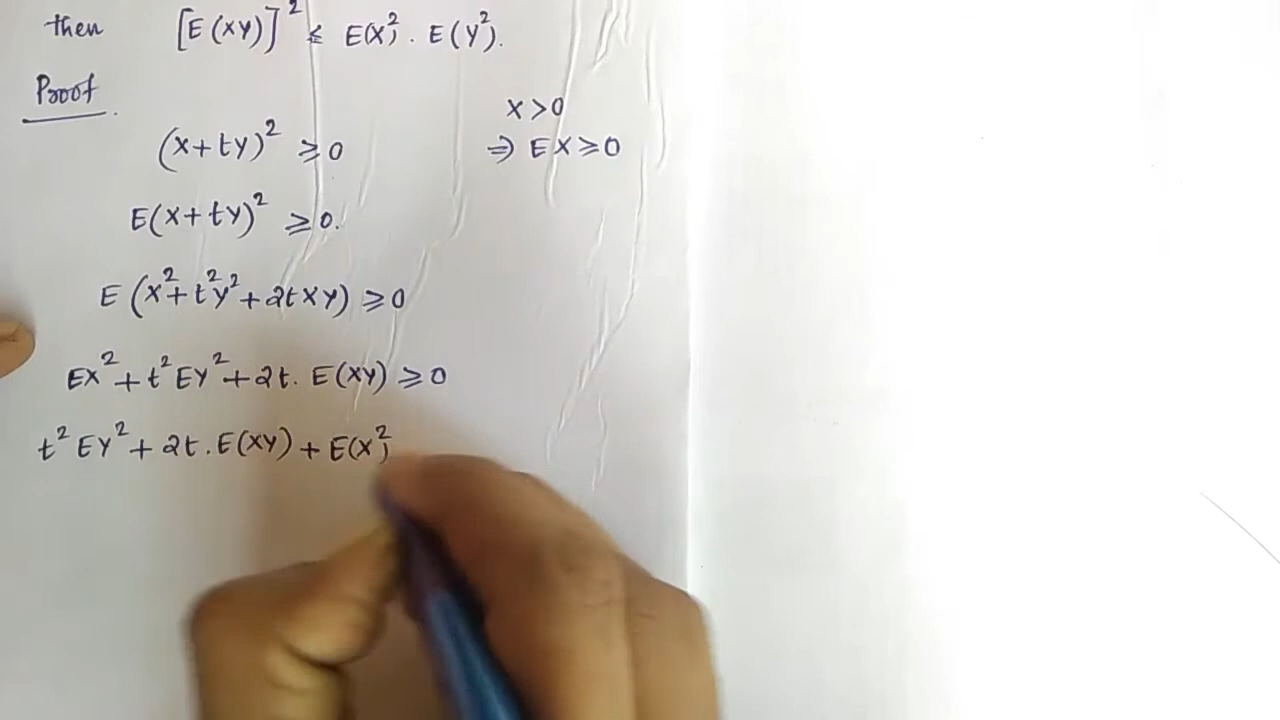 then [E(XY)]² ≤ E(X²). E(Y²).
Proof.
X>0
(X+tY)² ≥0
⇒ EX≥0
E(X+tY)² ≥0.
E(X²+t²Y²+2tXY) ≥0
EX²+t²EY²+2t. E(XY) ≥0
t²EY²+2t.E(XY)+E(X²)